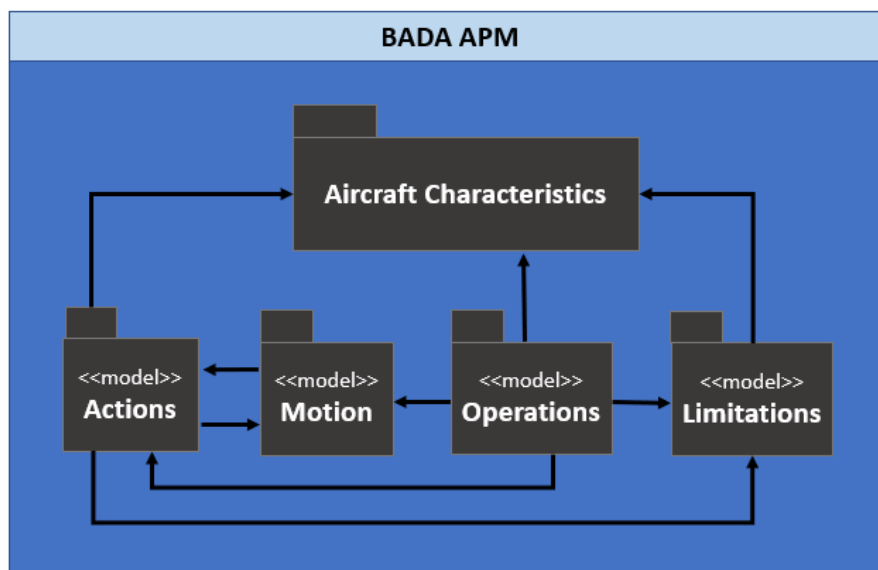 BADA APM
Aircraft Characteristics
<<model>>
Actions
<<model>>
Motion
<<model>>
Operations
<<model>>
Limitations